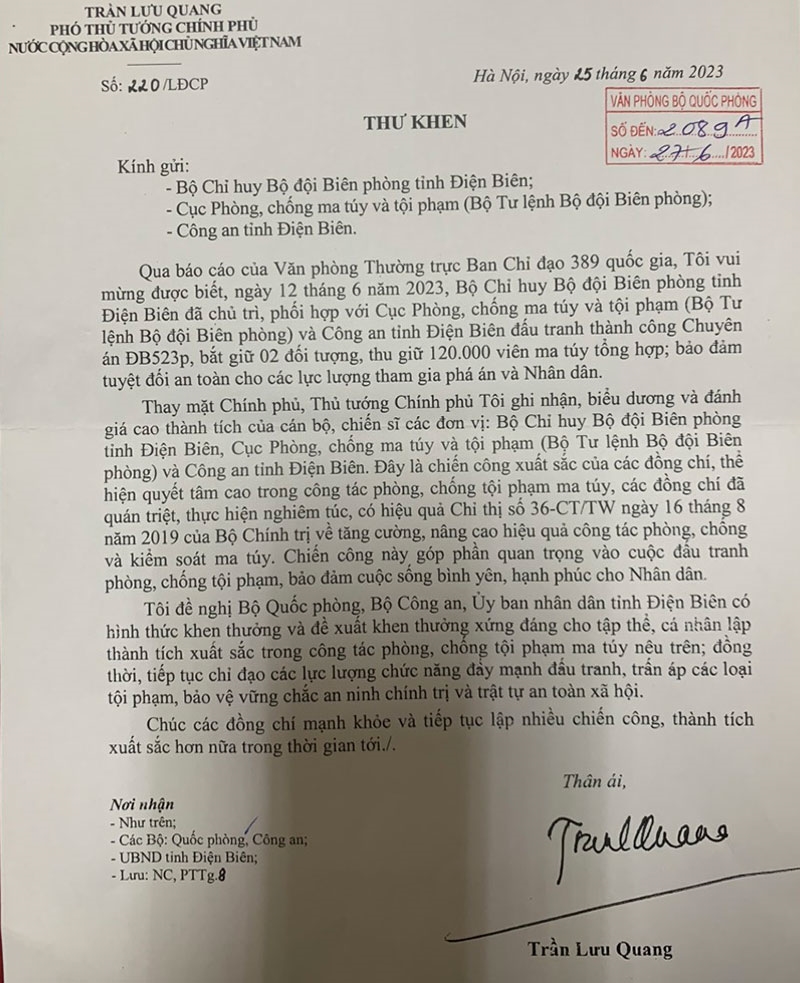 TRẦN LƯU QUANG
PHÓ THỦ TƯỚNG CHÍNH PHỦ
NƯỚC CỘNG HÒA XÃ HỘI CHỦ NGHĨA VIỆT NAM
Số: 220/LĐCP
Hà Nội, ngày 25 tháng 6 năm 2023
VĂN PHÒNG BỘ QUỐC PHÒNG
SỐ ĐẾN: 2089A
NGÀY: 27/6/2023
THƯ KHEN
Kính gửi:
- Bộ Chỉ huy Bộ đội Biên phòng tỉnh Điện Biên;
- Cục Phòng, chống ma túy và tội phạm (Bộ Tư lệnh Bộ đội Biên phòng);
- Công an tỉnh Điện Biên.
Qua báo cáo của Văn phòng Thường trực Ban Chỉ đạo 389 quốc gia, Tôi vui
mừng được biết, ngày 12 tháng 6 năm 2023, Bộ Chỉ huy Bộ đội Biên phòng tỉnh
Điện Biên đã chủ trì, phối hợp với Cục Phòng, chống ma túy và tội phạm (Bộ Tư
lệnh Bộ đội Biên phòng) và Công an tỉnh Điện Biên đấu tranh thành công Chuyên
án ĐB523p, bắt giữ 02 đối tượng, thu giữ 120.000 viên ma túy tổng hợp; bảo đảm
tuyệt đối an toàn cho các lực lượng tham gia phá án và Nhân dân.
Thay mặt Chính phủ, Thủ tướng Chính phủ Tôi ghi nhận, biểu dương và đánh
giá cao thành tích của cán bộ, chiến sĩ các đơn vị: Bộ Chỉ huy Bộ đội Biên phòng
tỉnh Điện Biên, Cục Phòng, chống ma túy và tội phạm (Bộ Tư lệnh Bộ đội Biên
phòng) và Công an tỉnh Điện Biên. Đây là chiến công xuất sắc của các đồng chí, thể
hiện quyết tâm cao trong công tác phòng, chống tội phạm ma túy, các đồng chí đã
quán triệt, thực hiện nghiêm túc, có hiệu quả Chỉ thị số 36-CT/TW ngày 16 tháng 8
năm 2019 của Bộ Chính trị về tăng cường, nâng cao hiệu quả công tác phòng, chống
và kiểm soát ma túy. Chiến công này góp phần quan trọng vào cuộc đấu tranh
phòng, chống tội phạm, bảo đảm cuộc sống bình yên, hạnh phúc cho Nhân dân.
Tôi đề nghị Bộ Quốc phòng, Bộ Công an, Ủy ban nhân dân tỉnh Điện Biên có
hình thức khen thưởng và đề xuất khen thưởng xứng đáng cho tập thể, cá nhân lập
thành tích xuất sắc trong công tác phòng, chống tội phạm ma túy nêu trên; đồng
thời, tiếp tục chỉ đạo các lực lượng chức năng đẩy mạnh đấu tranh, trấn áp các loại
tội phạm, bảo vệ vững chắc an ninh chính trị và trật tự an toàn xã hội.
Chúc các đồng chí mạnh khỏe và tiếp tục lập nhiều chiến công, thành tích
xuất sắc hơn nữa trong thời gian tới./.
Thân ái,
Nơi nhận
- Như trên;
- Các Bộ: Quốc phòng, Công an;
- UBND tỉnh Điện Biên;
- Lưu: NC, PTTg.8
Trần Lưu Quang